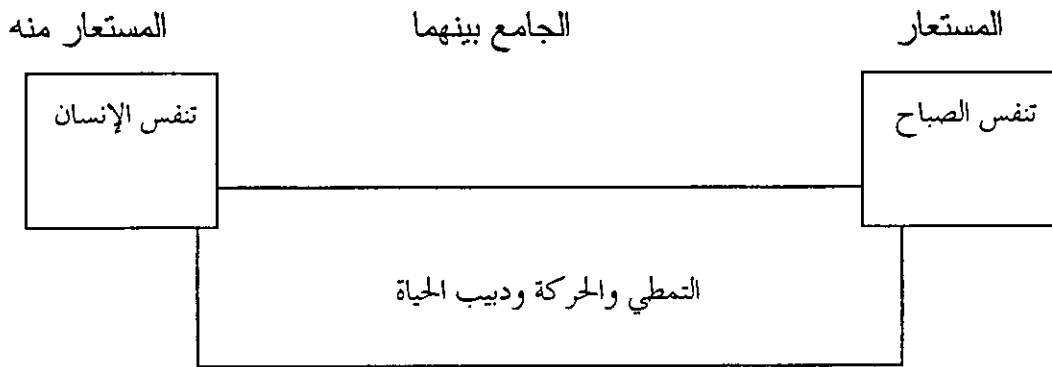 المستعار الجامع بينهما المستعار منه
تنفس الصباح تنفس الإنسان
التمطي والحركة ودبيب الحياة